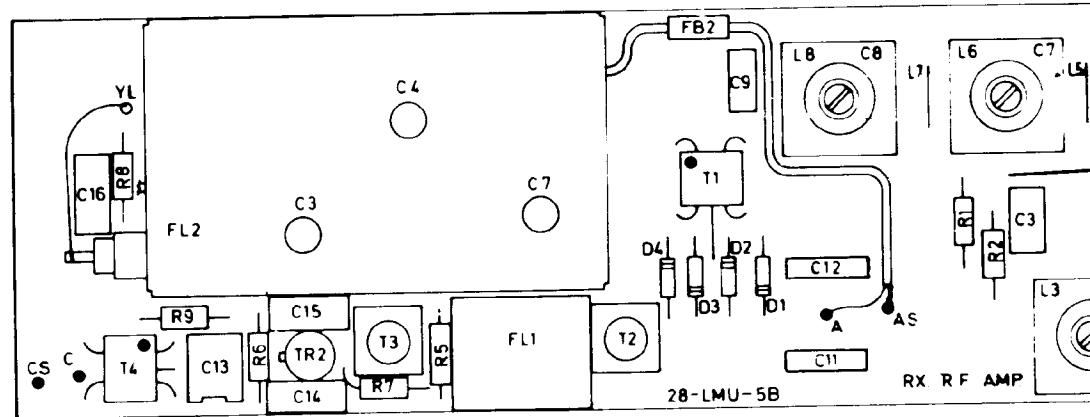 FB2
L8 C8
L7
L6 C7
L5
YL
C4
C9
C16
R8
T1
C3
C7
FL2
R1
R2
C3
D4
D2
C12
D3
D1
L3
R9
C15
A
AS
CS
C
T4
C13
R6
TR2
T3
R5
FL1
T2
C11
C14
R7
28-LMU-5B
RX RF AMP